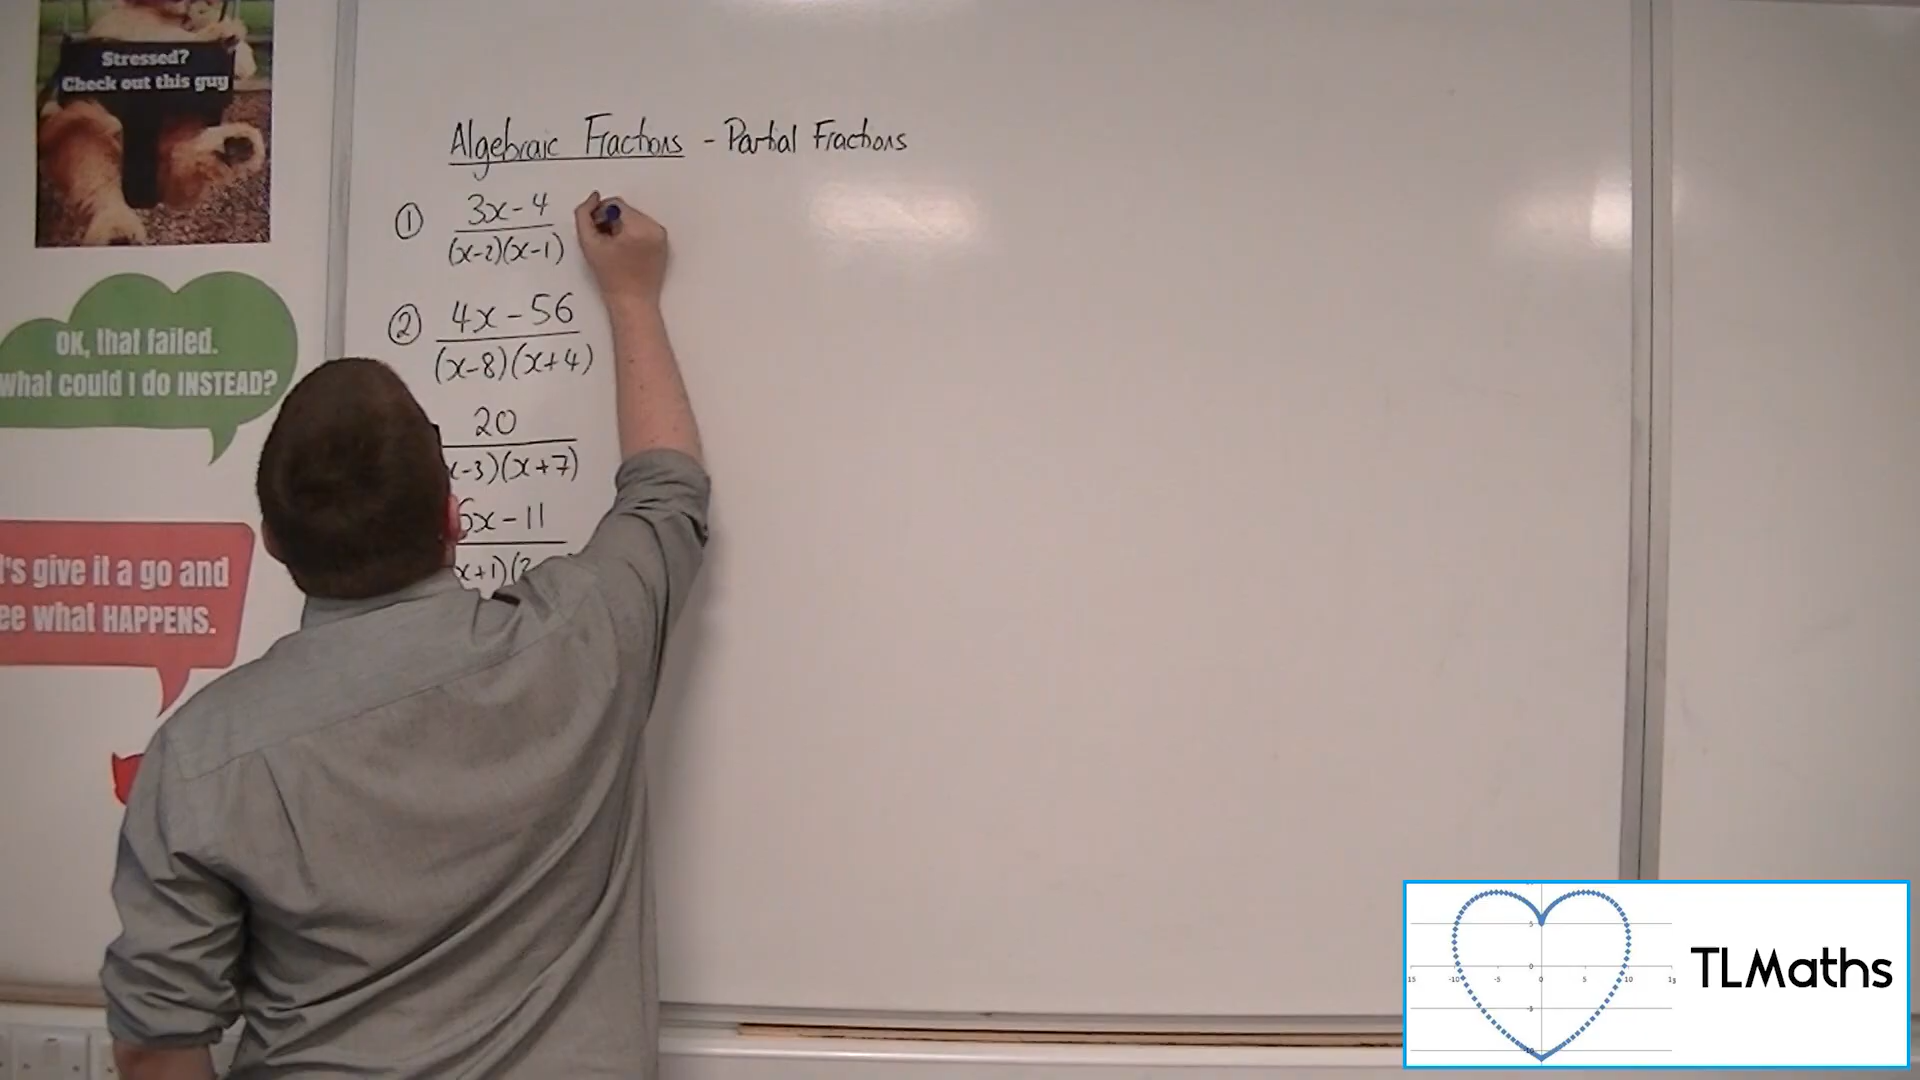 Stressed?
Check out this guy
Algebraic Fractions - Partial Fractions
① 3x-4
(x-2)(x-1)
② 4x-56
(x-8)(x+4)
20
x-3)(x+7)
x-11
x+1)(
OK, that failed.
what could I do INSTEAD?
's give it a go and
ee what HAPPENS.
TLMaths